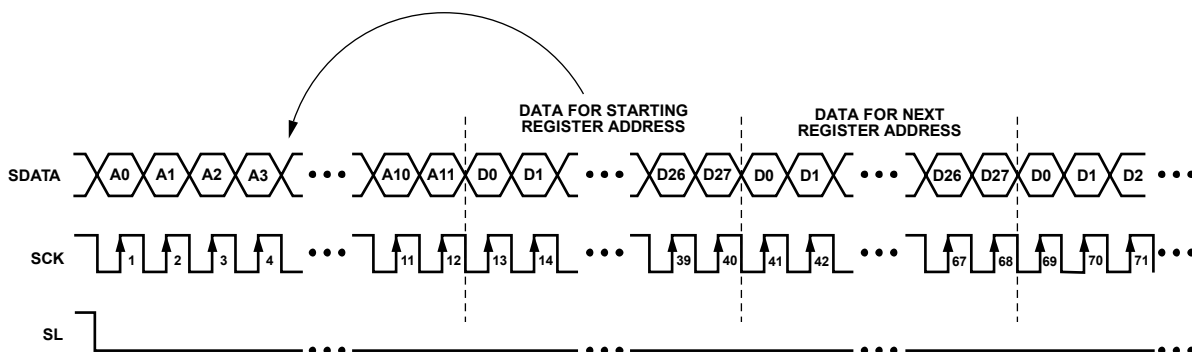 DATA FOR STARTING
REGISTER ADDRESS
DATA FOR NEXT
REGISTER ADDRESS
SDATA A0 A1 A2 A3 ••• A10 A11 D0 D1 ••• D26 D27 D0 D1 ••• D26 D27 D0 D1 D2 •••
SCK 1 2 3 4 ••• 11 12 13 14 ••• 39 40 41 42 ••• 67 68 69 70 71 •••
SL ••• ••• ••• •••